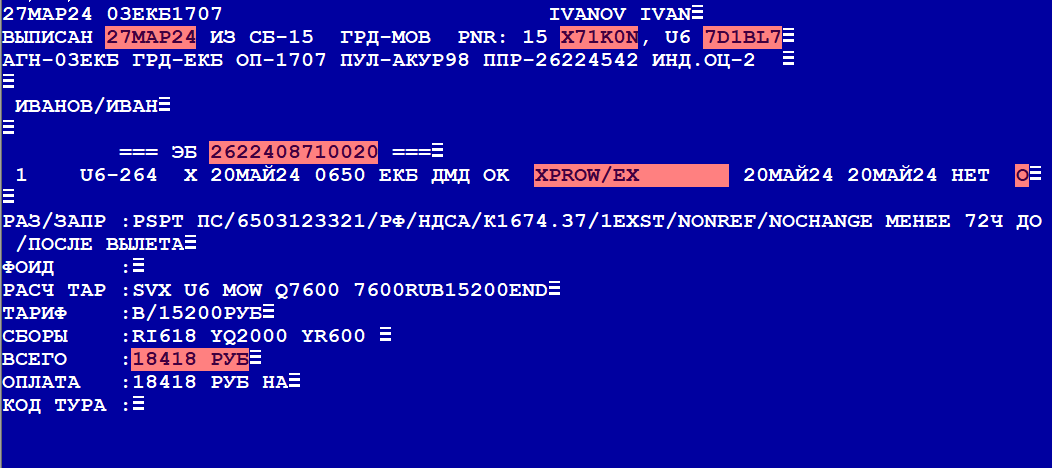 27МАР24 03ЕКБ1707 IVANOV IVAN
ВЫПИСАН 27МАР24 ИЗ СБ-15 ГРД-МОВ PNR: 15 X71K0N, U6 7D1BL7
АГН-03ЕКБ ГРД-ЕКБ ОП-1707 ПУЛ-АКУР98 ППР-26224542 ИНД.ОЦ-2
ИВАНОВ/ИВАН
=== ЭБ 2622408710020 ===
1 U6-264 X 20МАЙ24 0650 ЕКБ ДМД OK XPROW/EX 20МАЙ24 20МАЙ24 НЕТ O
РАЗ/ЗАПР :PSPT ПС/6503123321/РФ/НДСА/К1674.37/1EXST/NONREF/NOCHANGE МЕНЕЕ 72Ч ДО
/ПОСЛЕ ВЫЛЕТА
ФОИД :
РАСЧ ТАР :SVX U6 MOW Q7600 7600RUB15200END
ТАРИФ :В/15200РУБ
СБОРЫ :RI618 YQ2000 YR600
ВСЕГО :18418 РУБ
ОПЛАТА :18418 РУБ НА
КОД ТУРА :